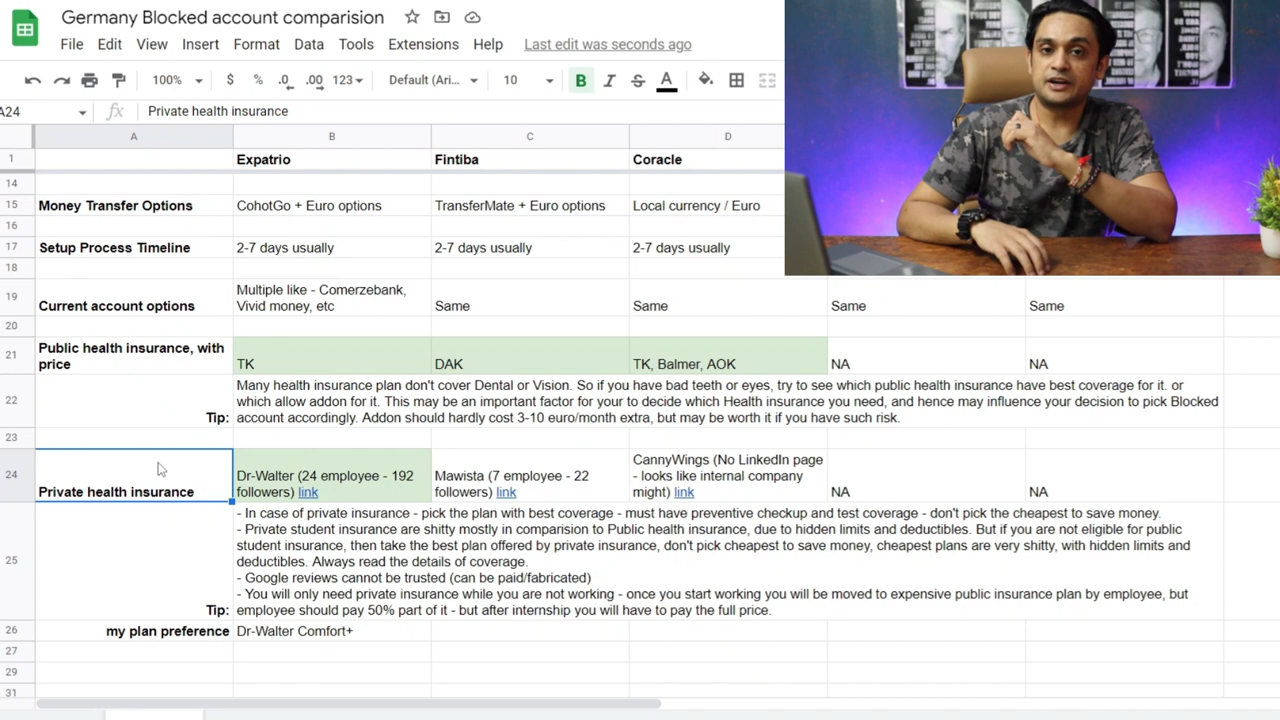 Germany Blocked account comparision
File Edit View Insert Format Data Tools Extensions Help Last edit was seconds ago
100% $ % .0 .00 123 Default (Ari... 10 B I S A
A24 fx Private health insurance
A B C D
1 Expatrio Fintiba Coracle
14
15 Money Transfer Options CohotGo + Euro options TransferMate + Euro options Local currency / Euro
16
17 Setup Process Timeline 2-7 days usually 2-7 days usually 2-7 days usually
18
Multiple like - Comerzebank,
19 Current account options Vivid money, etc Same Same Same Same
20
Public health insurance, with
21 price TK DAK TK, Balmer, AOK NA NA
Many health insurance plan don't cover Dental or Vision. So if you have bad teeth or eyes, try to see which public health insurance have best coverage for it. or
22 which allow addon for it. This may be an important factor for your to decide which Health insurance you need, and hence may influence your decision to pick Blocked
Tip: account accordingly. Addon should hardly cost 3-10 euro/month extra, but may be worth it if you have such risk.
23
CannyWings (No LinkedIn page
24 Dr-Walter (24 employee - 192 Mawista (7 employee - 22 - looks like internal company
Private health insurance followers) link followers) link might) link NA NA
- In case of private insurance - pick the plan with best coverage - must have preventive checkup and test coverage - don't pick the cheapest to save money.
- Private student insurance are shitty mostly in comparision to Public health insurance, due to hidden limits and deductibles. But if you are not eligible for public
student insurance, then take the best plan offered by private insurance, don't pick cheapest to save money, cheapest plans are very shitty, with hidden limits and
25 deductibles. Always read the details of coverage.
- Google reviews cannot be trusted (can be paid/fabricated)
- You will only need private insurance while you are not working - once you start working you will be moved to expensive public insurance plan by employee, but
Tip: employee should pay 50% part of it - but after internship you will have to pay the full price.
26 my plan preference Dr-Walter Comfort+
27
29
31